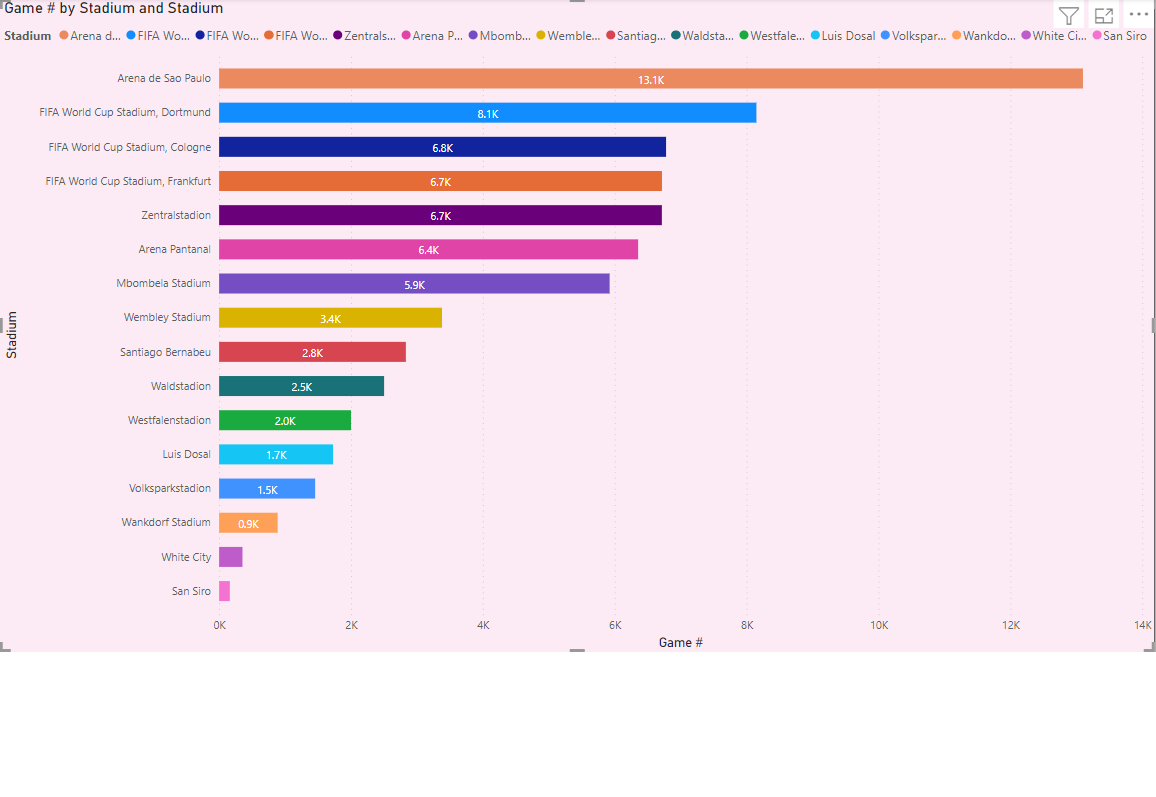 Game # by Stadium and Stadium
Stadium Arena d... FIFA Wo... FIFA Wo... FIFA Wo... Zentrals... Arena P... Mbomb... Wemble... Santiag... Waldsta... Westfale... Luis Dosal Volkspar... Wankdo... White Ci... San Siro
Arena de Sao Paulo 13.1K
FIFA World Cup Stadium, Dortmund 8.1K
FIFA World Cup Stadium, Cologne 6.8K
FIFA World Cup Stadium, Frankfurt 6.7K
Zentralstadion 6.7K
Arena Pantanal 6.4K
Mbombela Stadium 5.9K
Wembley Stadium 3.4K
Stadium
Santiago Bernabeu 2.8K
Waldstadion 2.5K
Westfalenstadion 2.0K
Luis Dosal 1.7K
Volksparkstadion 1.5K
Wankdorf Stadium 0.9K
White City
San Siro
0K 2K 4K 6K 8K 10K 12K 14K
Game #